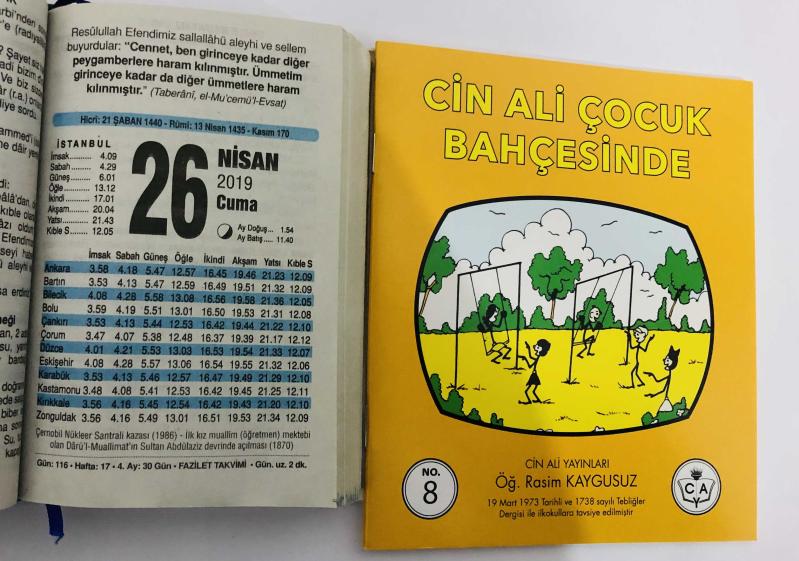 Resûlullah Efendimiz sallallâhü aleyhi ve sellem
buyurdular: "Cennet, ben girinceye kadar diğer
peygamberlere haram kılınmıştır. Ümmetim
girinceye kadar da diğer ümmetlere haram
kılınmıştır." (Taberânî, el-Mu'cemü'l-Evsat)
Hicrî: 21 ŞABAN 1440 - Rûmî: 13 Nisan 1435 - Kasım 170
İSTANBUL
İmsak.......... 4.09
Sabah.......... 4.29
Güneş.......... 6.01
Öğle............ 13.12
İkindi........... 17.01
Akşam......... 20.04
Yatsı............ 21.43
Kıble S........ 12.05
26
NİSAN
2019
Cuma
Ay Doğuş... 1.54
Ay Batış..... 11.40
İmsak Sabah Güneş Öğle İkindi Akşam Yatsı Kıble S
Ankara 3.58 4.18 5.47 12.57 16.45 19.46 21.23 12.09
Bartın 3.53 4.13 5.47 12.59 16.49 19.51 21.32 12.09
Bilecik 4.08 4.28 5.58 13.08 16.56 19.58 21.36 12.05
Bolu 3.59 4.19 5.51 13.01 16.50 19.53 21.31 12.08
Çankırı 3.53 4.13 5.44 12.53 16.42 19.44 21.22 12.10
Çorum 3.47 4.07 5.38 12.48 16.37 19.39 21.17 12.12
Düzce 4.01 4.21 5.53 13.03 16.53 19.54 21.33 12.07
Eskişehir 4.08 4.28 5.57 13.06 16.54 19.55 21.32 12.06
Karabük 3.53 4.13 5.46 12.57 16.47 19.49 21.29 12.10
Kastamonu 3.48 4.08 5.41 12.53 16.42 19.45 21.25 12.11
Kırıkkale 3.56 4.16 5.45 12.54 16.42 19.43 21.20 12.10
Zonguldak 3.56 4.16 5.49 13.01 16.51 19.53 21.34 12.09
Çernobil Nükleer Santrali kazası (1986) - İlk kız muallim (öğretmen) mektebi
olan Dârü'l-Muallimat'ın Sultan Abdülaziz devrinde açılması (1870)
Gün: 116 • Hafta: 17 • 4. Ay: 30 Gün • FAZİLET TAKVİMİ • Gün. uz. 2 dk.
CİN ALİ ÇOCUK
BAHÇESİNDE
CİN ALİ YAYINLARI
Öğ. Rasim KAYGUSUZ
19 Mart 1973 Tarihli ve 1738 sayılı Tebliğler
Dergisi ile ilkokullara tavsiye edilmiştir
NO.
8
C A
Y